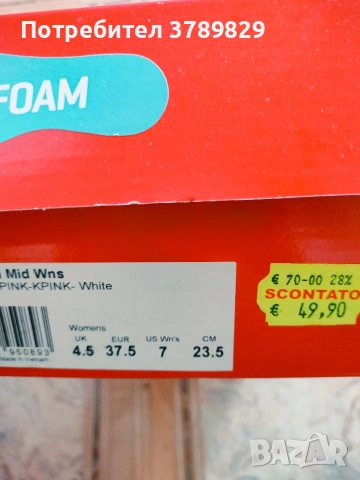 Потребител 3789829
FOAM
Mid Wns
PINK-KPINK- White
Womens
UK EUR US Wn's CM
4.5 37.5 7 23.5
950893
Made in Vietnam
€ 70-00 28%
SCONTATO
€ 49,90
BAZAR